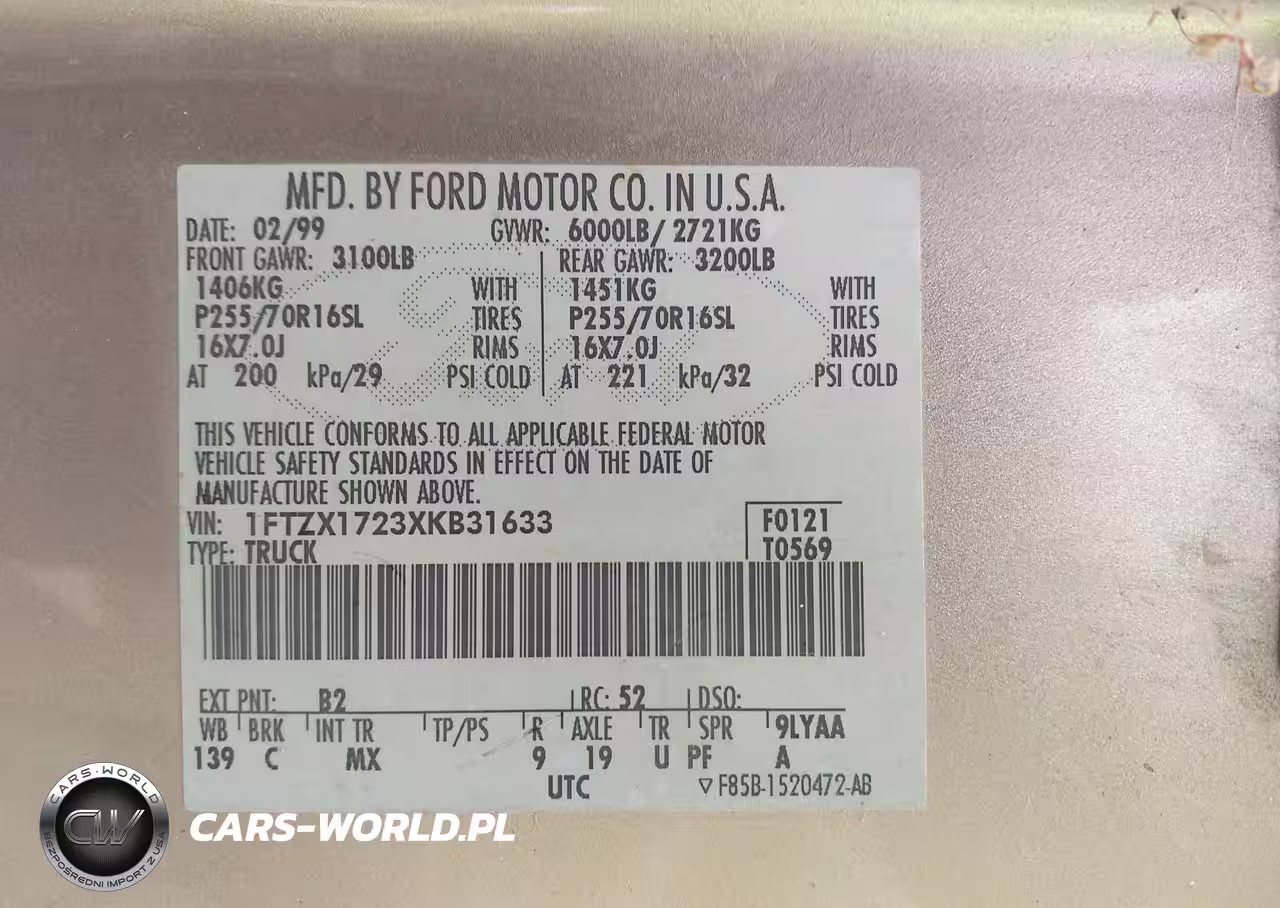 MFD. BY FORD MOTOR CO. IN U.S.A.
DATE: 02/99 GVWR: 6000LB/ 2721KG
FRONT GAWR: 3100LB REAR GAWR: 3200LB
1406KG WITH 1451KG WITH
P255/70R16SL TIRES P255/70R16SL TIRES
16X7.0J RIMS 16X7.0J RIMS
AT 200 kPa/29 PSI COLD AT 221 kPa/32 PSI COLD
THIS VEHICLE CONFORMS TO ALL APPLICABLE FEDERAL MOTOR
VEHICLE SAFETY STANDARDS IN EFFECT ON THE DATE OF
MANUFACTURE SHOWN ABOVE.
VIN: 1FTZX1723XKB31633 F0121
TYPE: TRUCK T0569
EXT PNT: B2 RC: 52 DSO:
WB BRK INT TR TP/PS R AXLE TR SPR 9LYAA
139 C MX 9 19 U PF A
UTC ▽F85B-1520472-AB
CARS-WORLD
CW
BEZPOŚREDNI IMPORT Z USA
CARS-WORLD.PL